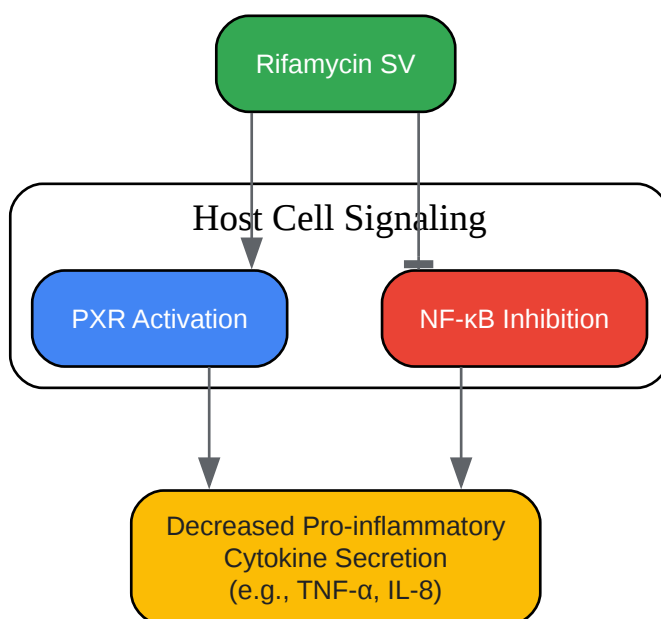 Rifamycin SV
Host Cell Signaling
PXR Activation
NF-κB Inhibition
Decreased Pro-inflammatory
Cytokine Secretion
(e.g., TNF-α, IL-8)